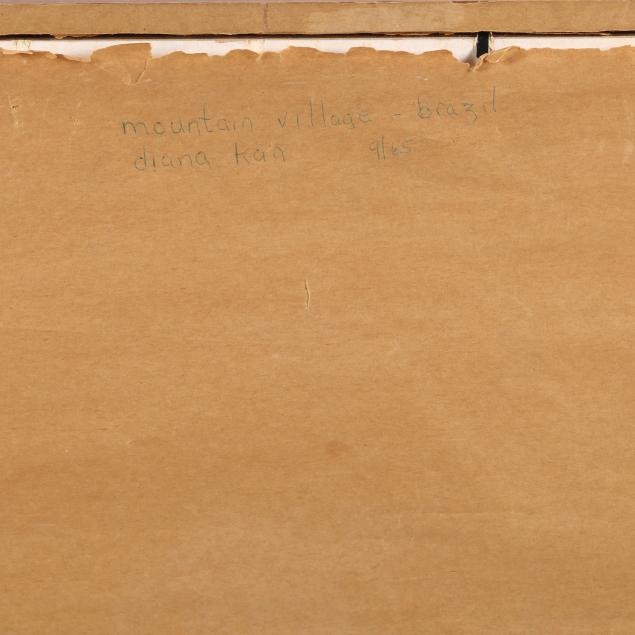 mountain village - brazil
diana kan 9/65